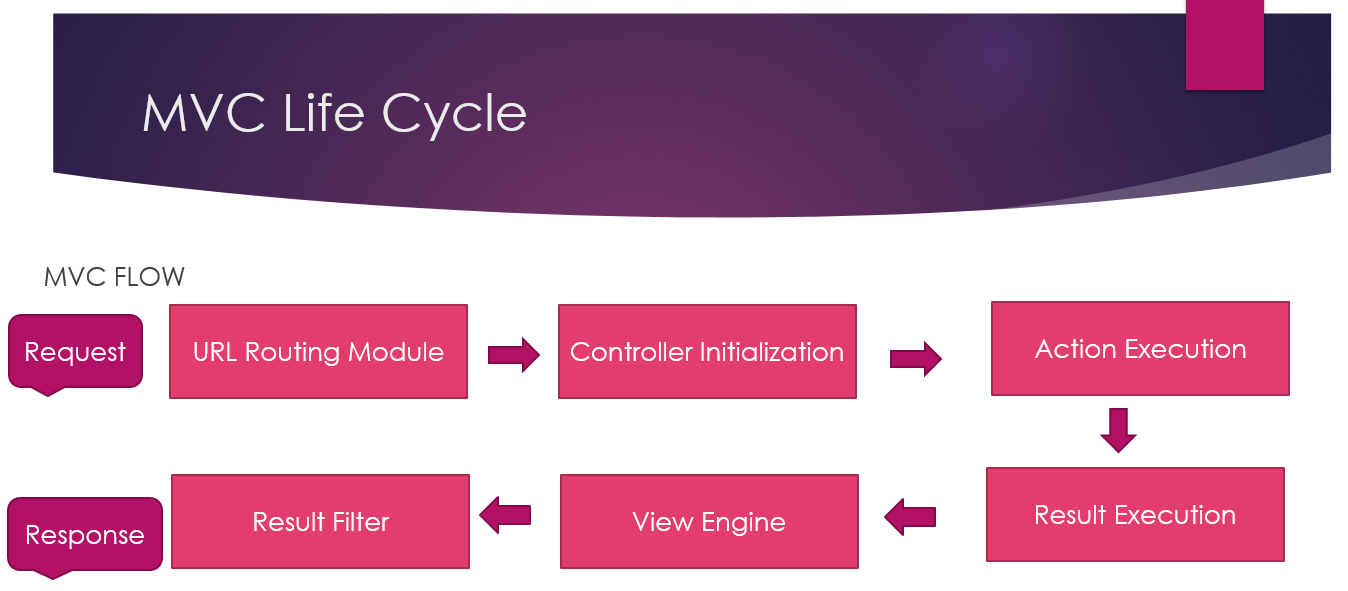 MVC Life Cycle
MVC FLOW
Request
URL Routing Module
Controller Initialization
Action Execution
Response
Result Filter
View Engine
Result Execution